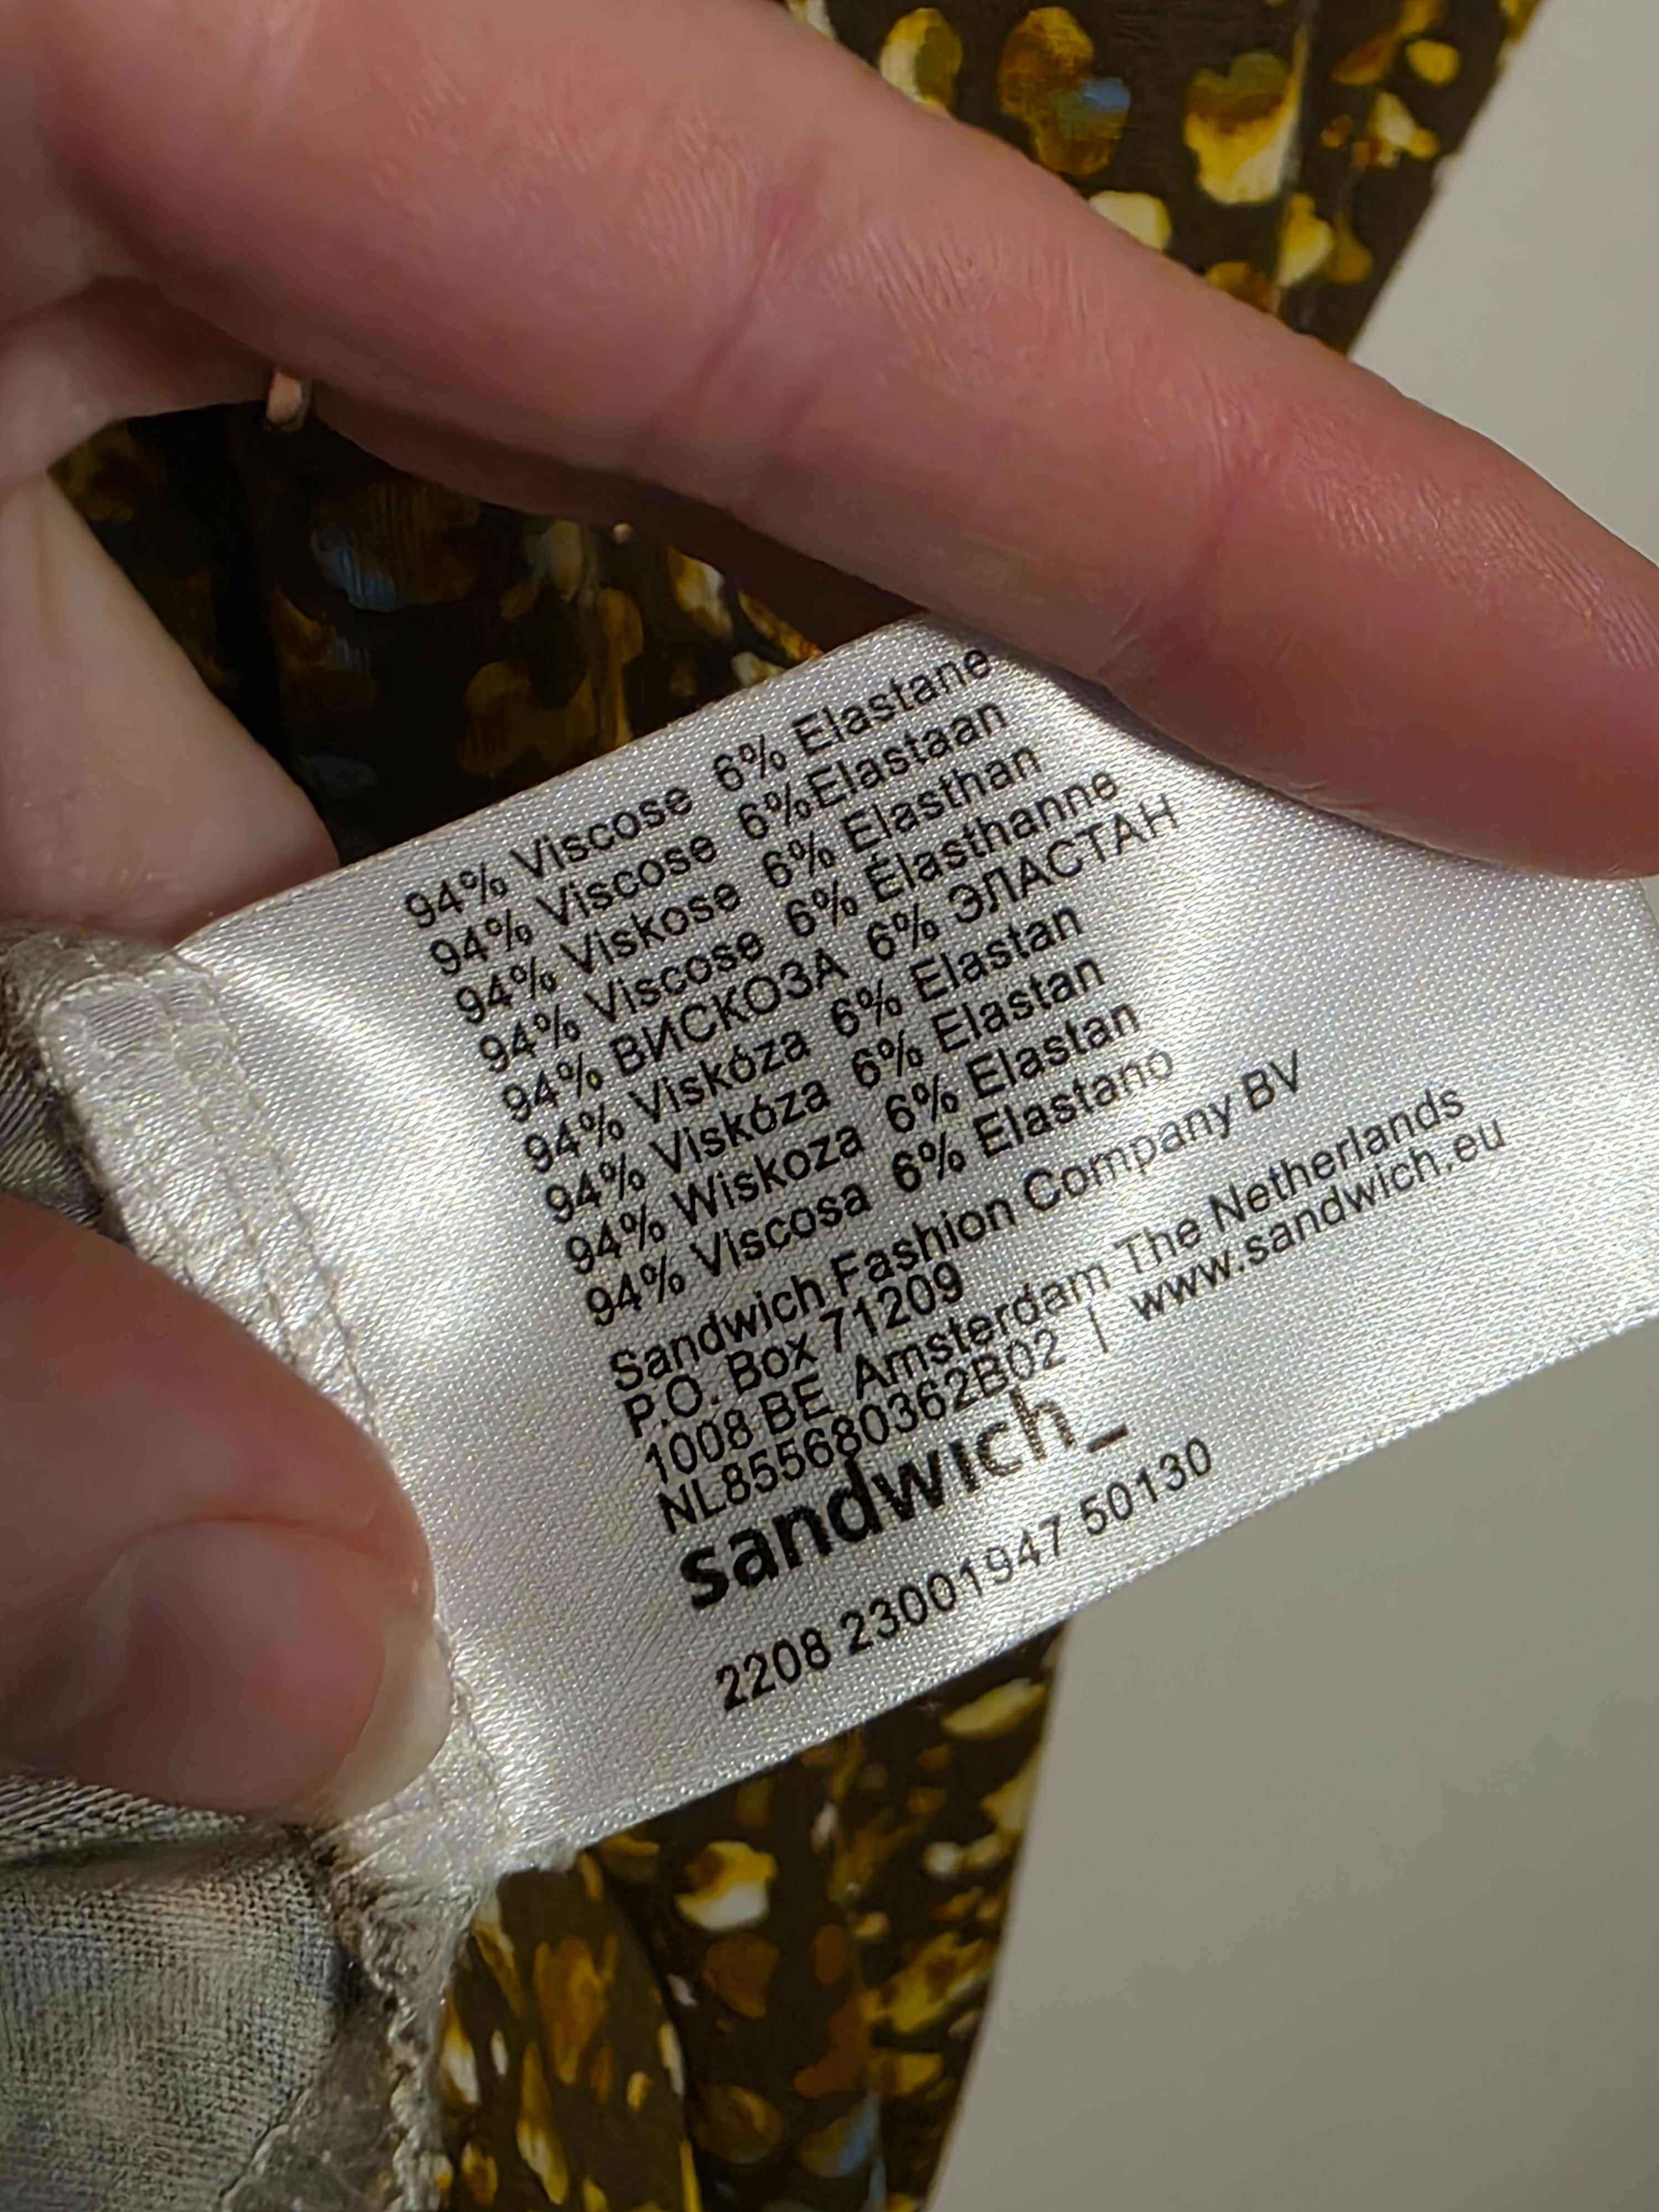 94% Viscose 6% Elastane
94% Viscose 6%Elastaan
94% Viskose 6% Elasthan
94% Viscose 6% Élasthanne
94% ВИСКОЗА 6% ЭЛАСТАН
94% Viskóza 6% Elastan
94% Viskóza 6% Elastan
94% Wiskoza 6% Elastan
94% Viscosa 6% Elastano
Sandwich Fashion Company BV
P.O. Box 71209
1008 BE Amsterdam The Netherlands
NL855680362B02 | www.sandwich.eu
sandwich_
2208 23001947 50130